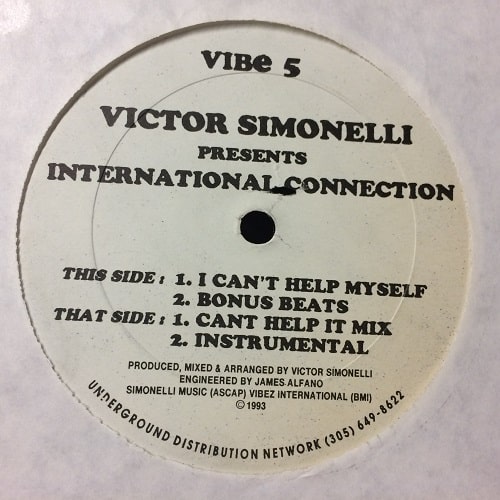 VIBe 5
VICTOR SIMONELLI
PRESENTS
INTERNATIONAL CONNECTION
THIS SIDE: 1. I CAN'T HELP MYSELF
2. BONUS BEATS
THAT SIDE: 1. CANT HELP IT MIX
2. INSTRUMENTAL
PRODUCED, MIXED & ARRANGED BY VICTOR SIMONELLI
ENGINEERED BY JAMES ALFANO
SIMONELLI MUSIC (ASCAP) VIBEZ INTERNATIONAL (BMI)
©1993
UNDERGROUND DISTRIBUTION NETWORK (305) 649-8622